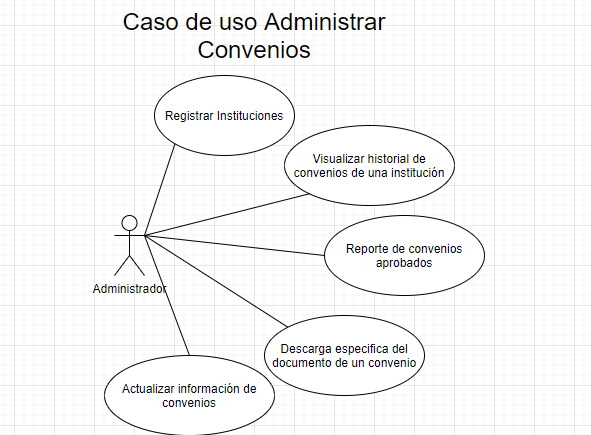 Caso de uso Administrar
Convenios
Registrar Instituciones
Visualizar historial de
convenios de una institución
Reporte de convenios
aprobados
Administrador
Descarga especifica del
documento de un convenio
Actualizar información de
convenios